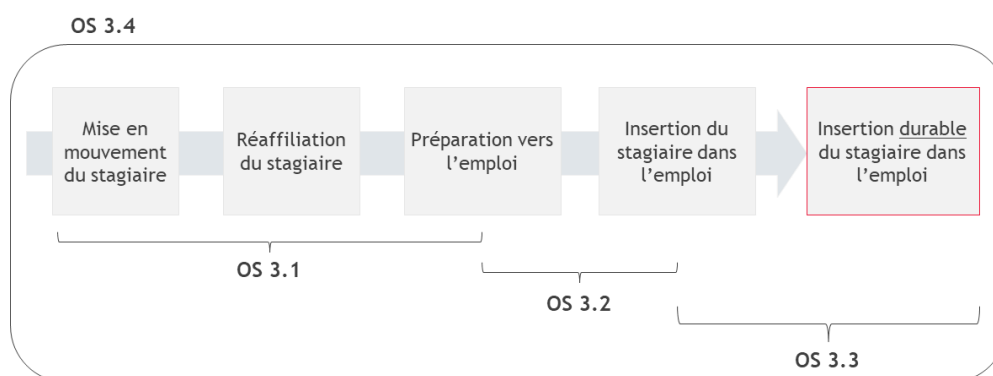 OS 3.4
Mise en
mouvement
du stagiaire
Réaffiliation
du stagiaire
Préparation vers
l'emploi
Insertion du
stagiaire dans
l'emploi
Insertion durable
du stagiaire dans
l'emploi
OS 3.1
OS 3.2
OS 3.3